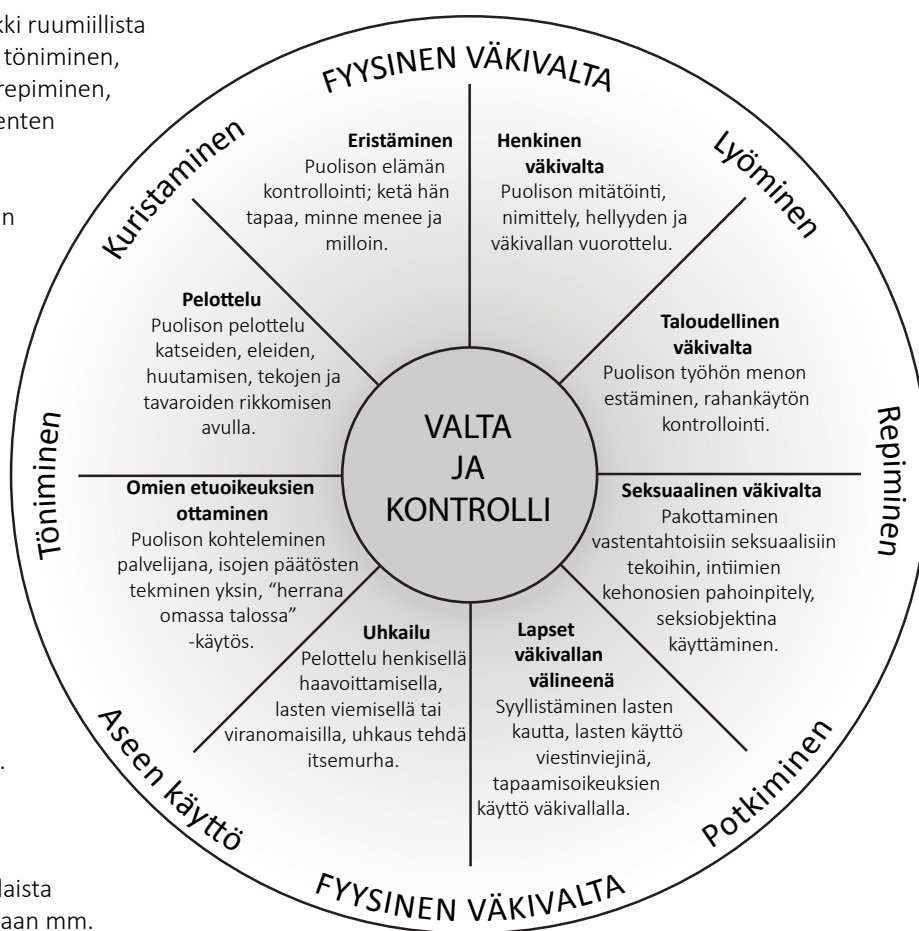 kki ruumiillista
töniminen,
repiminen,
enten
n
.
laista
aan mm.
FYYSINEN VÄKIVALTA
Lyöminen
Repiminen
Potkiminen
FYYSINEN VÄKIVALTA
Aseen käyttö
Töniminen
Kuristaminen
Eristäminen
Puolison elämän
kontrollointi; ketä hän
tapaa, minne menee ja
milloin.
Henkinen
väkivalta
Puolison mitätöinti,
nimittely, hellyyden ja
väkivallan vuorottelu.
Pelottelu
Puolison pelottelu
katseiden, eleiden,
huutamisen, tekojen ja
tavaroiden rikkomisen
avulla.
Taloudellinen
väkivalta
Puolison työhön menon
estäminen, rahankäytön
kontrollointi.
VALTA
JA
KONTROLLI
Omien etuoikeuksien
ottaminen
Puolison kohteleminen
palvelijana, isojen päätösten
tekminen yksin, “herrana
omassa talossa”
-käytös.
Seksuaalinen väkivalta
Pakottaminen
vastentahtoisiin seksuaalisiin
tekoihin, intiimien
kehonosien pahoinpitely,
seksiobjektina
käyttäminen.
Uhkailu
Pelottelu henkisellä
haavoittamisella,
lasten viemisellä tai
viranomaisilla, uhkaus tehdä
itsemurha.
Lapset
väkivallan
välineenä
Syyllistäminen lasten
kautta, lasten käyttö
viestinviejinä,
tapaamisoikeuksien
käyttö väkivallalla.